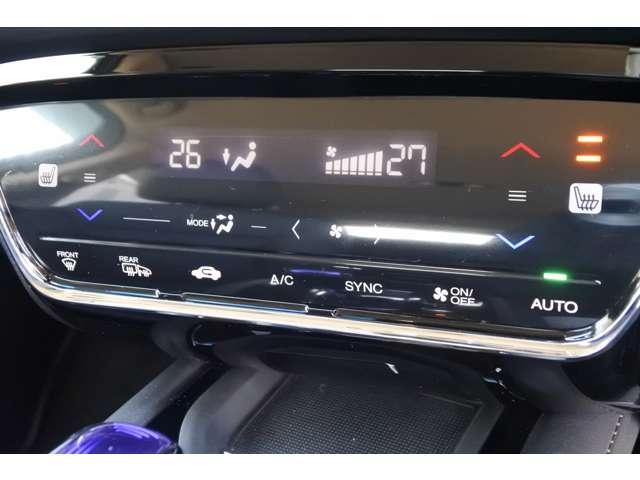 26 27
MODE
FRONT REAR
A/C SYNC ON/
OFF AUTO